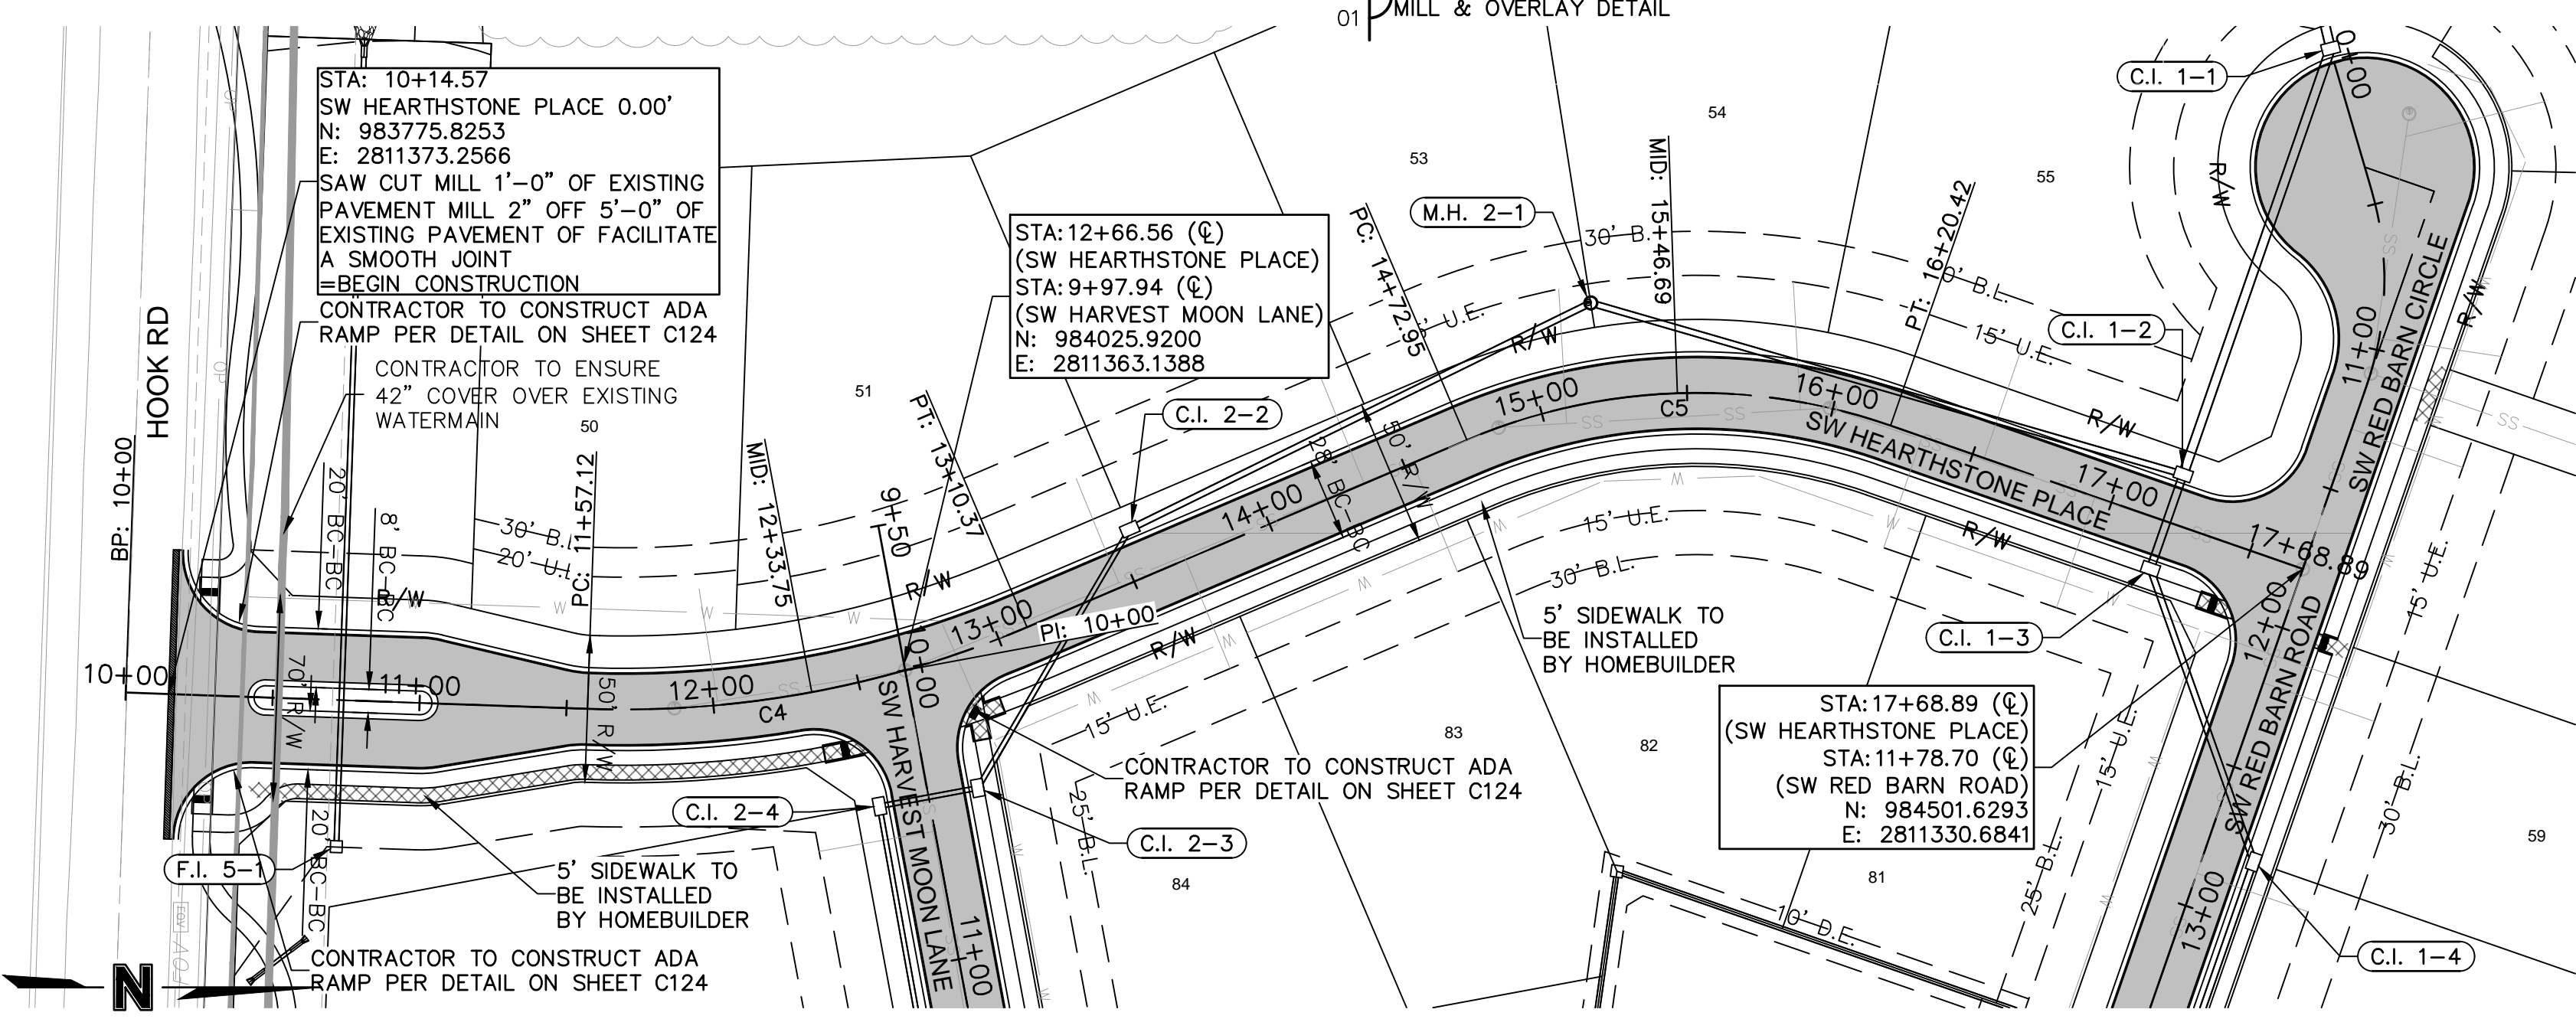 01
MILL & OVERLAY DETAIL
STA: 10+14.57
SW HEARTHSTONE PLACE 0.00'
N: 983775.8253
E: 2811373.2566
SAW CUT MILL 1'-0" OF EXISTING
PAVEMENT MILL 2" OFF 5'-0" OF
EXISTING PAVEMENT OF FACILITATE
A SMOOTH JOINT
=BEGIN CONSTRUCTION
CONTRACTOR TO CONSTRUCT ADA
RAMP PER DETAIL ON SHEET C124
CONTRACTOR TO ENSURE
42" COVER OVER EXISTING
WATERMAIN
HOOK RD
BP: 10+00
10+00
OP
OP
20' BC-BC
8' BC-BC
R/W
70' R/W
11+00
20' BC-BC
50
51
53
54
55
30' B.L.
20' U.E.
PC: 11+57.12
MID: 12+33.75
PT: 13+10.37
9+50
50' R/W
12+00
C4
SS
W
W
W
R/W
STA:12+66.56 (℄)
(SW HEARTHSTONE PLACE)
STA:9+97.94 (℄)
(SW HARVEST MOON LANE)
N: 984025.9200
E: 2811363.1388
C.I. 2-2
13+00
PI: 10+00
SW HARVEST MOON LANE
11+00
R/W
14+00
28' BC-BC
50' R/W
PC: 14+72.95
M.H. 2-1
30' B.
MID: 15+46.69
U.E.
R/W
15+00
C5
SS
SS
16+00
PT: 16+20.42
0' B.L.
15' U.E.
SW HEARTHSTONE PLACE
17+00
R/W
R/W
C.I. 1-1
C.I. 1-2
0+00
R/W
R/W
SS
11+00
SW RED BARN CIRCLE
SS
17+68.89
12+00
SW RED BARN ROAD
13+00
15' U.E.
30' B.L.
15' U.E.
25' B.L.
15' U.E.
30' B.L.
W
W
W
W
5' SIDEWALK TO
BE INSTALLED
BY HOMEBUILDER
C.I. 1-3
STA:17+68.89 (℄)
(SW HEARTHSTONE PLACE)
STA:11+78.70 (℄)
(SW RED BARN ROAD)
N: 984501.6293
E: 2811330.6841
15' U.E.
25' B.L.
CONTRACTOR TO CONSTRUCT ADA
RAMP PER DETAIL ON SHEET C124
C.I. 2-4
C.I. 2-3
F.I. 5-1
5' SIDEWALK TO
BE INSTALLED
BY HOMEBUILDER
CONTRACTOR TO CONSTRUCT ADA
RAMP PER DETAIL ON SHEET C124
N
84
83
82
81
59
10' D.E.
C.I. 1-4